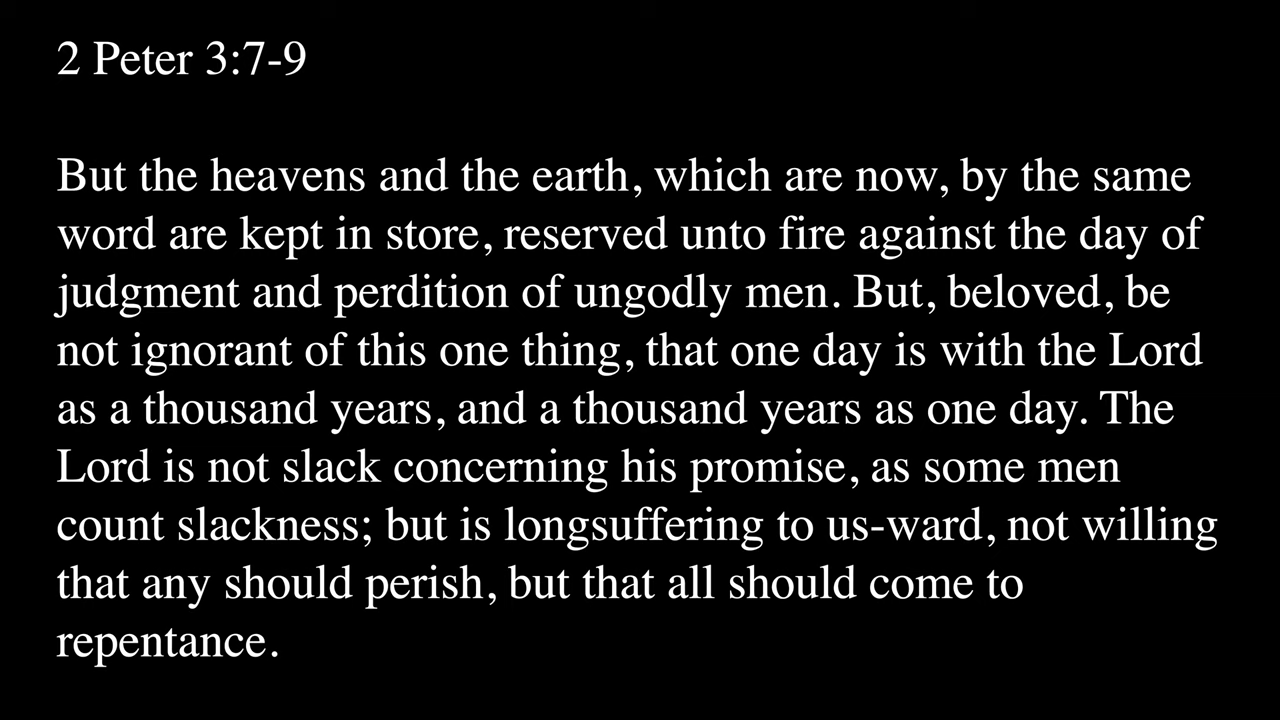 2 Peter 3:7-9
But the heavens and the earth, which are now, by the same
word are kept in store, reserved unto fire against the day of
judgment and perdition of ungodly men. But, beloved, be
not ignorant of this one thing, that one day is with the Lord
as a thousand years, and a thousand years as one day. The
Lord is not slack concerning his promise, as some men
count slackness; but is longsuffering to us-ward, not willing
that any should perish, but that all should come to
repentance.